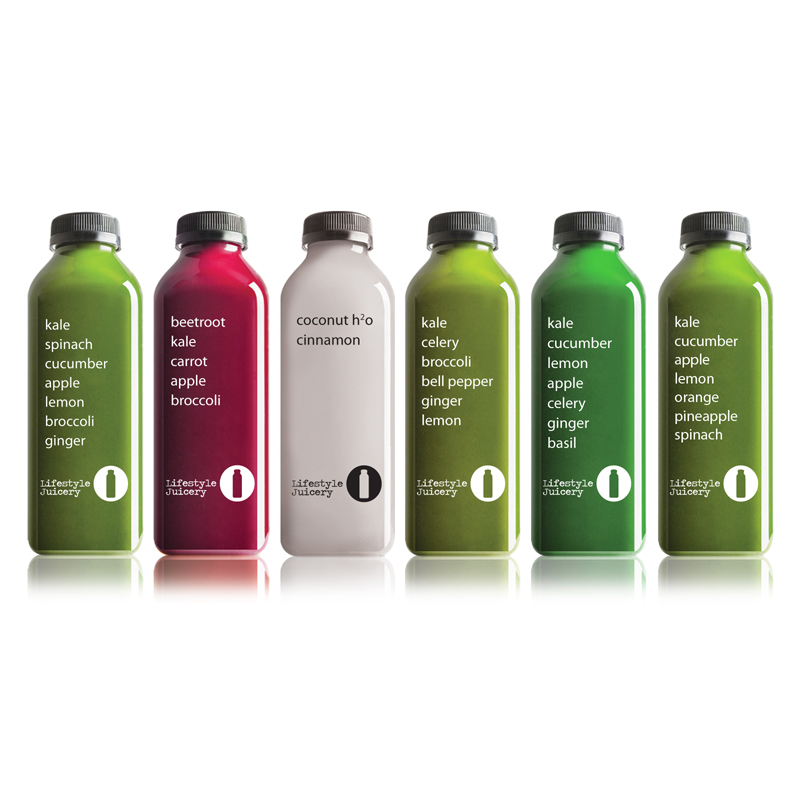 kale
spinach
cucumber
apple
lemon
broccoli
ginger
Lifestyle
Juicery
beetroot
kale
carrot
apple
broccoli
Lifestyle
Juicery
coconut h²o
cinnamon
Lifestyle
Juicery
kale
celery
broccoli
bell pepper
ginger
lemon
Lifestyle
Juicery
kale
cucumber
lemon
apple
celery
ginger
basil
Lifestyle
Juicery
kale
cucumber
apple
lemon
orange
pineapple
spinach
Lifestyle
Juicery